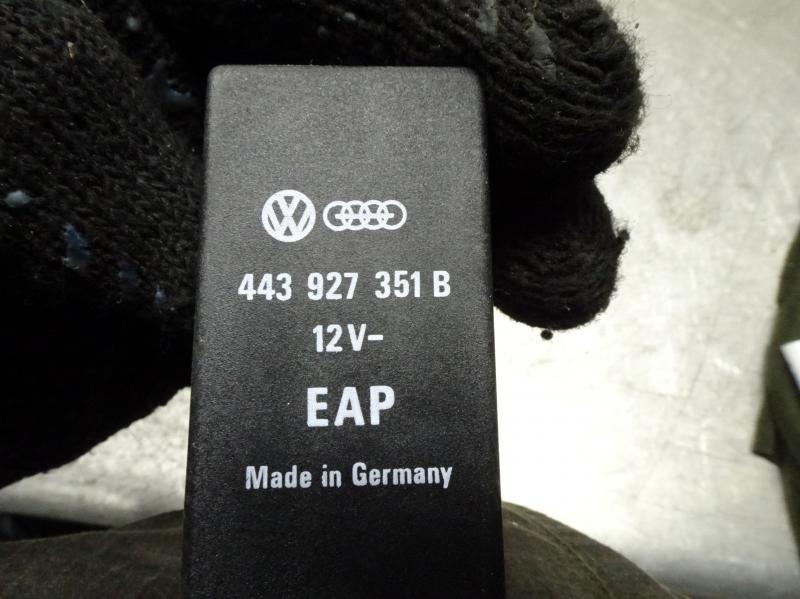 443 927 351 B
12V-
EAP
Made in Germany